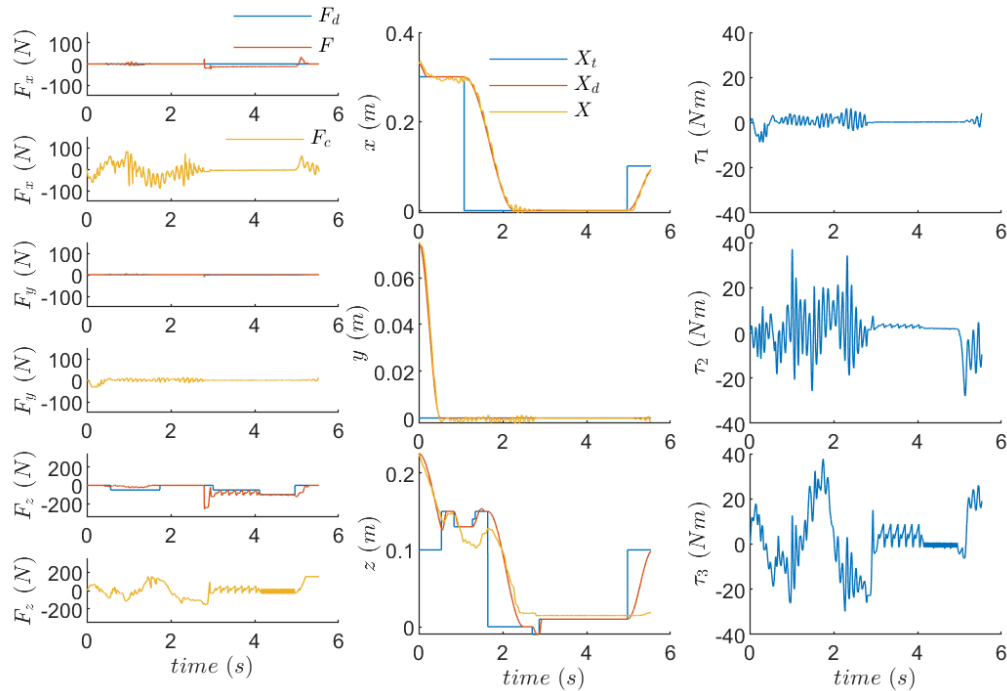 F_d
F
100
0
-100
F_x (N)
0 2 4 6
F_c
100
0
-100
F_x (N)
0 2 4 6
100
0
-100
F_y (N)
0 2 4 6
100
0
-100
F_y (N)
0 2 4 6
200
0
-200
F_z (N)
0 2 4 6
200
0
-200
F_z (N)
0 2 4 6
time (s)
X_t
X_d
X
0.4
0.2
0
x (m)
0 2 4 6
0.06
0.04
0.02
0
y (m)
0 2 4 6
0.2
0.1
0
z (m)
0 2 4 6
time (s)
40
20
0
-20
-40
τ_1 (Nm)
0 2 4 6
40
20
0
-20
-40
τ_2 (Nm)
0 2 4 6
40
20
0
-20
-40
τ_3 (Nm)
0 2 4 6
time (s)